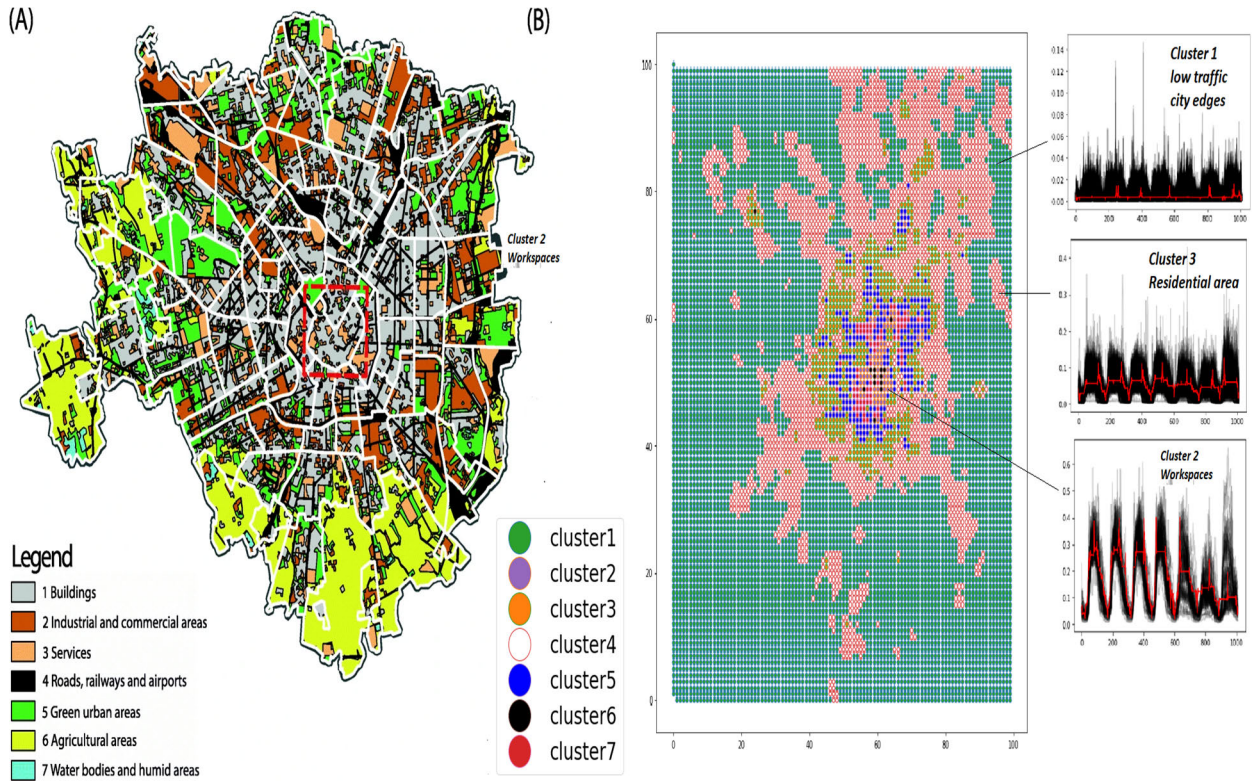 (A)
Cluster 2
Workspaces
Legend
1 Buildings
2 Industrial and commercial areas
3 Services
4 Roads, railways and airports
5 Green urban areas
6 Agricultural areas
7 Water bodies and humid areas
cluster1
cluster2
cluster3
cluster4
cluster5
cluster6
cluster7
(B)
100
80
60
40
20
0
0 20 40 60 80 100
Cluster 1
low traffic
city edges
0.14
0.12
0.10
0.08
0.06
0.04
0.02
0.00
0 200 400 600 800 1000
Cluster 3
Residential area
0.4
0.3
0.2
0.1
0.0
0 200 400 600 800 1000
Cluster 2
Workspaces
0.6
0.5
0.4
0.3
0.2
0.1
0.0
0 200 400 600 800 1000